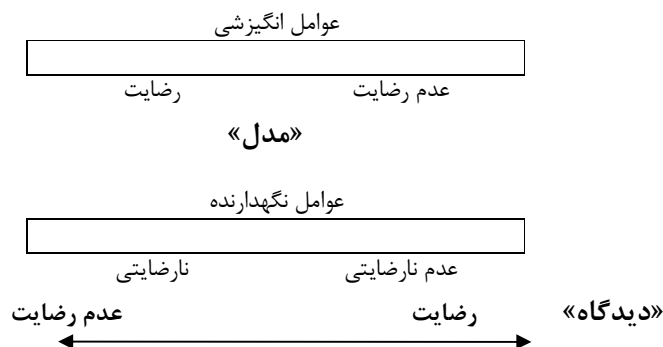 عوامل انگیزشی
عدم رضایت رضایت
«مدل»
عوامل نگهدارنده
عدم نارضایتی نارضایتی
«دیدگاه» رضایت عدم رضایت